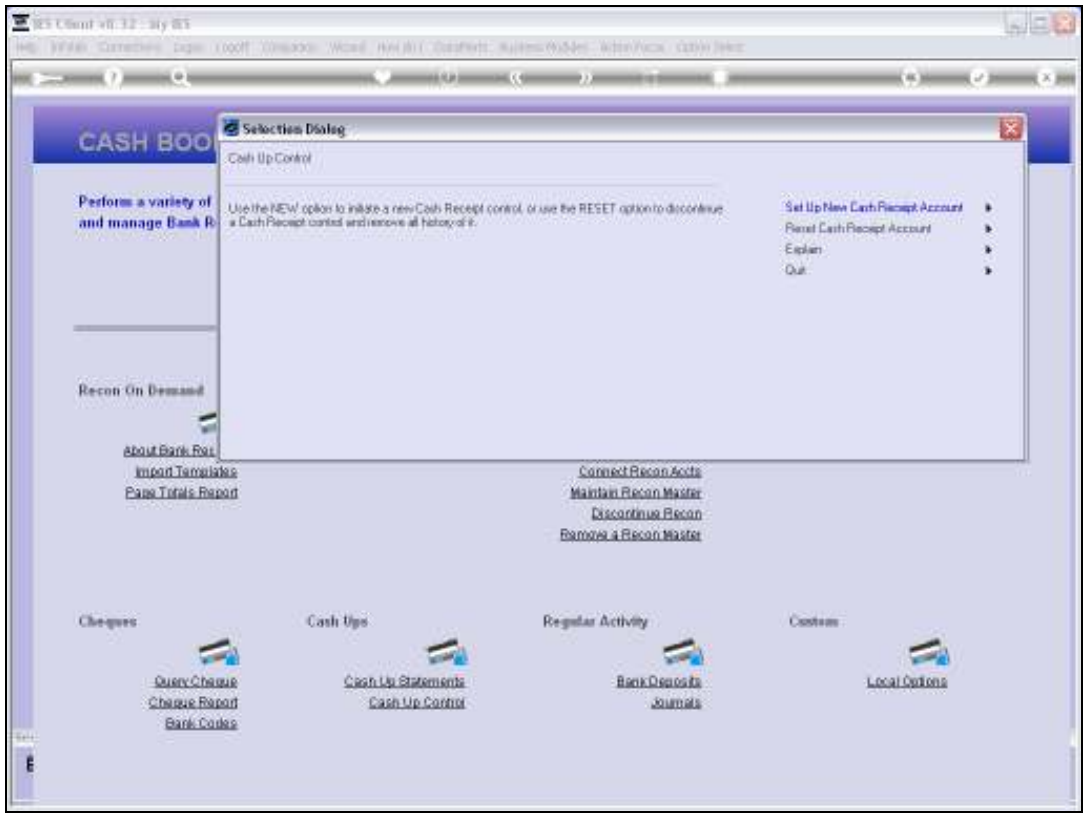 CASH BOO
Perform a variety of
and manage Bank R
Selection Dialog
Cash Up Control
Use the 'NEW' option to initiate a new Cash Receipt control, or use the RESET option to discontinue
a Cash Receipt control and remove all history of it.
Set Up New Cash Receipt Account
Reset Cash Receipt Account
Explain
Quit
Recon On Demand
About Bank Rec
Import Templates
Page Totals Report
Connect Recon Accts
Maintain Recon Master
Discontinue Recon
Remove a Recon Master
Cheques
Query Cheque
Cheque Report
Bank Codes
Cash Ups
Cash Up Statements
Cash Up Control
Regular Activity
Bank Deposits
Journals
Custom
Local Options